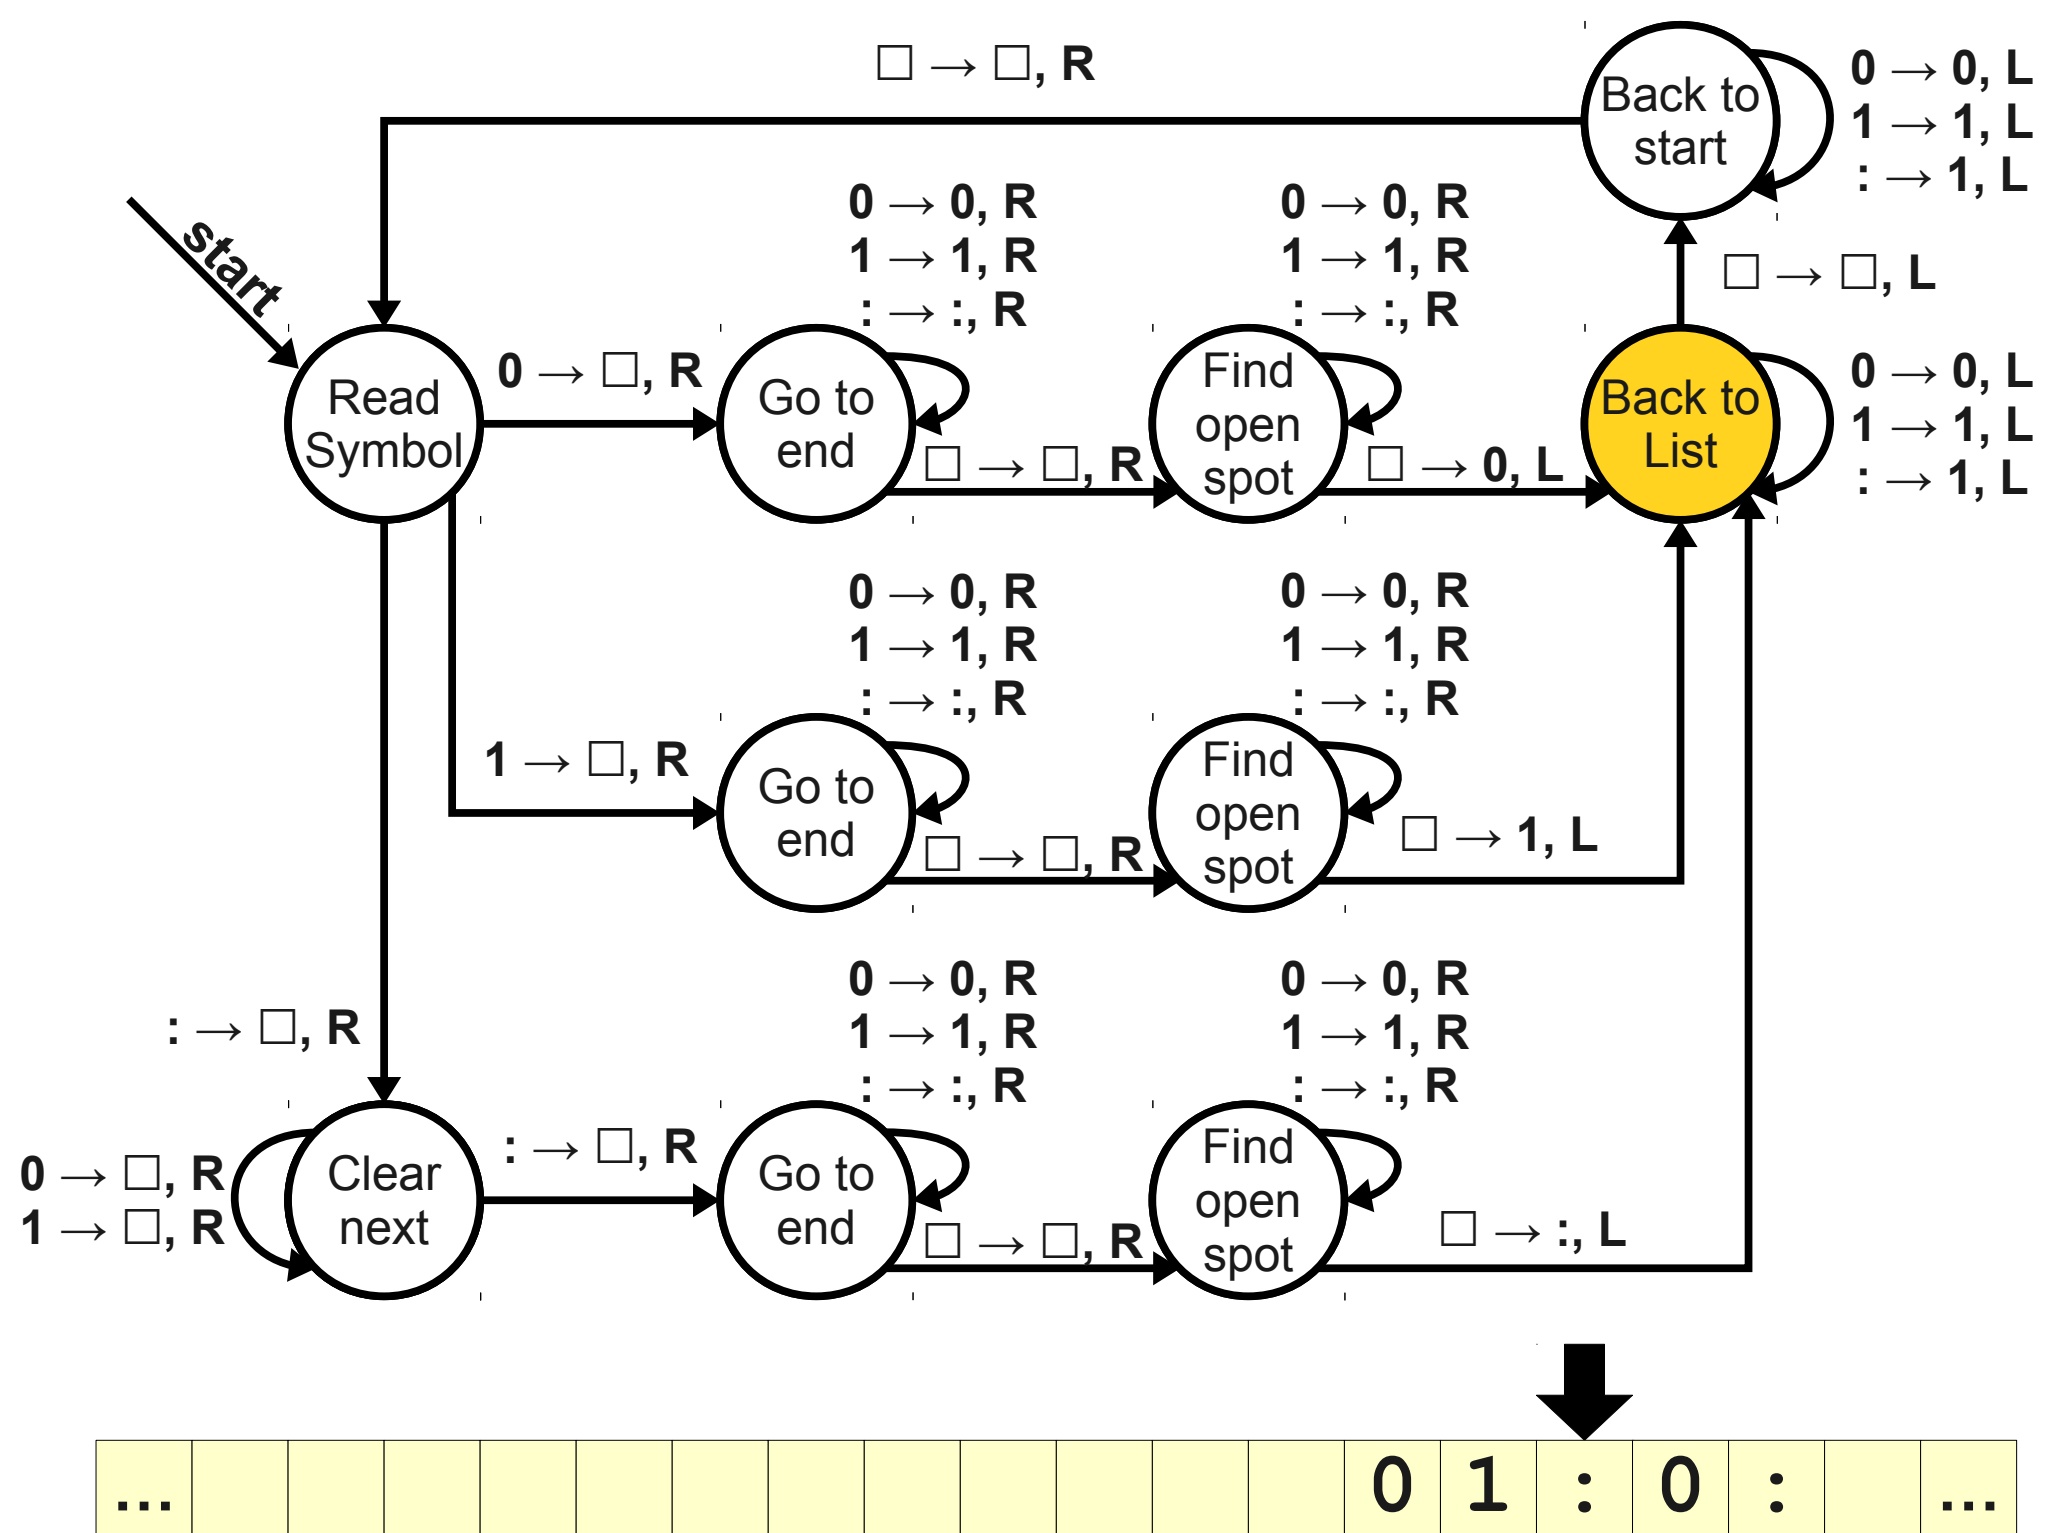 □ → □, R
Back to
start
0 → 0, L
1 → 1, L
: → 1, L
start
0 → 0, R
1 → 1, R
: → :, R
0 → 0, R
1 → 1, R
: → :, R
□ → □, L
Read
Symbol
0 → □, R
Go to
end
□ → □, R
Find
open
spot
□ → 0, L
Back to
List
0 → 0, L
1 → 1, L
: → 1, L
0 → 0, R
1 → 1, R
: → :, R
0 → 0, R
1 → 1, R
: → :, R
1 → □, R
Go to
end
□ → □, R
Find
open
spot
□ → 1, L
0 → 0, R
1 → 1, R
: → :, R
0 → 0, R
1 → 1, R
: → :, R
: → □, R
0 → □, R
1 → □, R
Clear
next
: → □, R
Go to
end
□ → □, R
Find
open
spot
□ → :, L
... 0 1 : 0 : ...